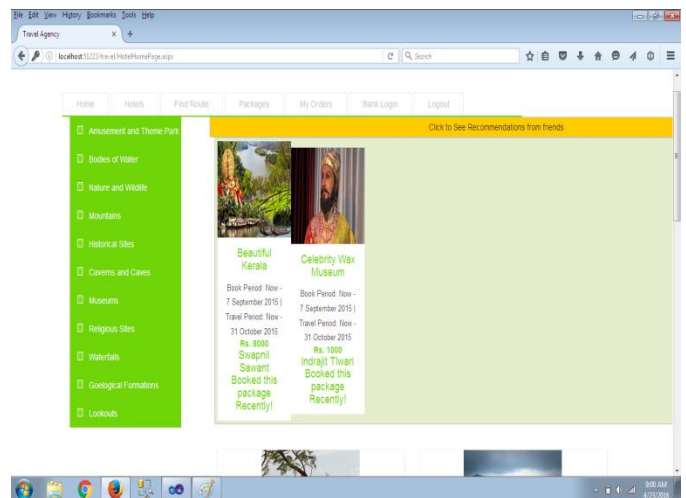 File Edit View History Bookmarks Tools Help
Travel Agency
localhost:31223/travel/HotelHomePage.aspx
Search
Home Hotels Find Route Packages My Orders Bank Login Logout
Click to See Recommendations from friends
Amusement and Theme Park
Bodies of Water
Nature and Wildlife
Mountains
Historical Sites
Caverns and Caves
Museums
Religious Sites
Waterfalls
Goelogical Formations
Lookouts
Beautiful
Kerala
Book Period: Now -
7 September 2015 |
Travel Period: Now -
31 October 2015
Rs. 8000
Swapnil
Sawant
Booked this
package
Recently!
Celebrity Wax
Museum
Book Period: Now -
7 September 2015 |
Travel Period: Now -
31 October 2015
Rs. 1000
Indrajit Tiwari
Booked this
package
Recently!
9:00 AM
4/23/2016